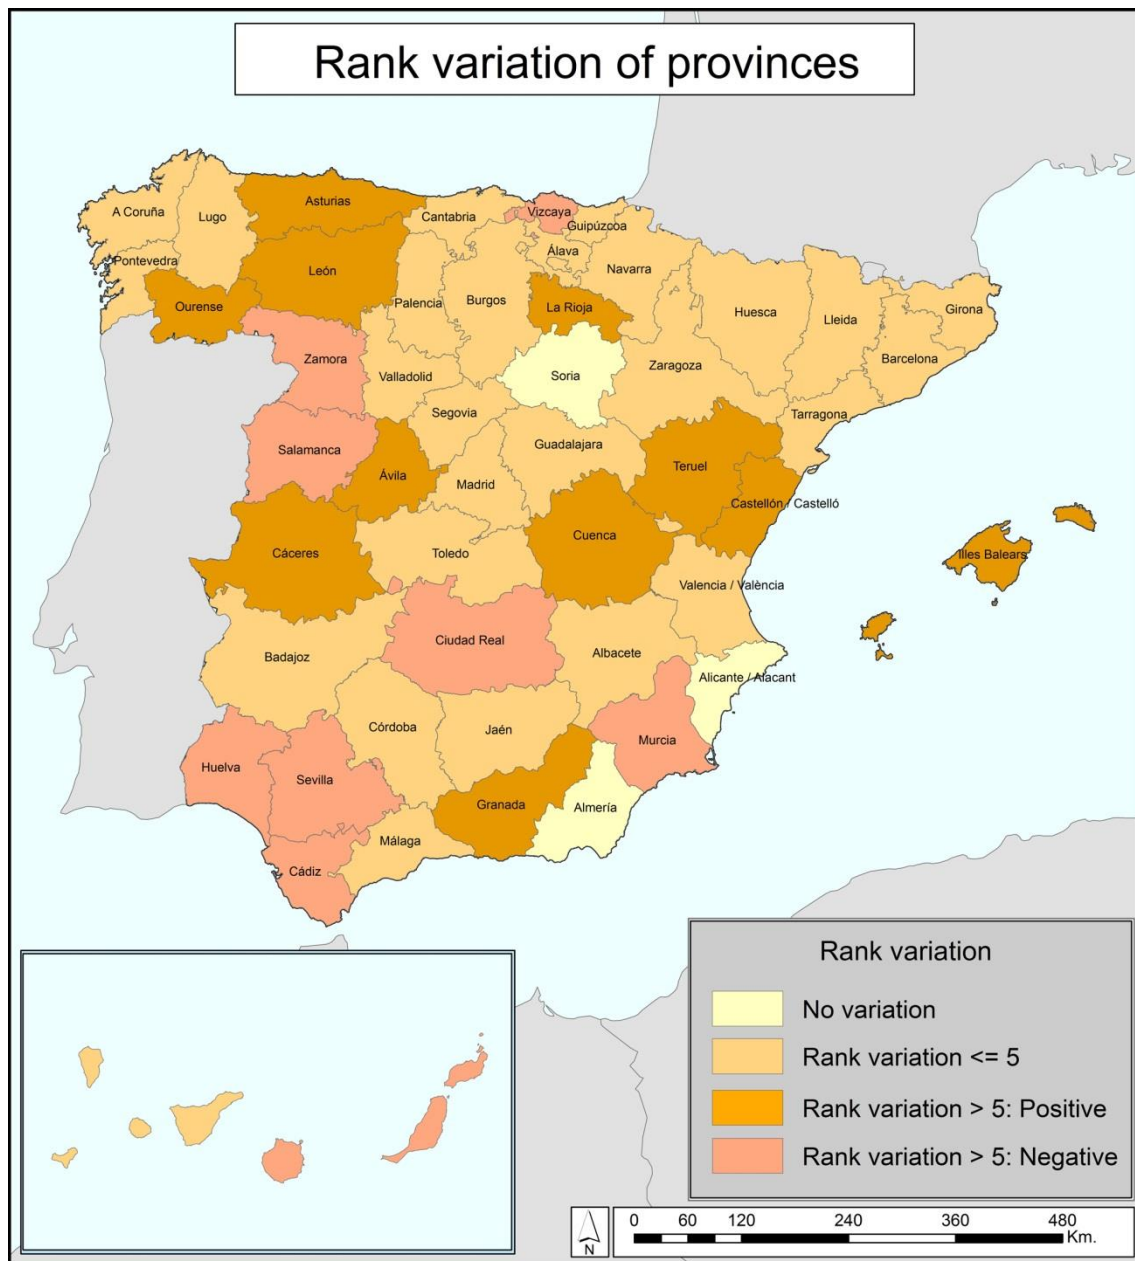 Rank variation of provinces
A Coruña
Lugo
Asturias
Cantabria
Vizcaya
Guipúzcoa
Pontevedra
Ourense
León
Palencia
Burgos
Álava
Navarra
La Rioja
Huesca
Lleida
Girona
Barcelona
Zamora
Valladolid
Soria
Zaragoza
Tarragona
Salamanca
Segovia
Guadalajara
Ávila
Madrid
Teruel
Castellón / Castelló
Cáceres
Toledo
Cuenca
Illes Balears
Valencia / València
Ciudad Real
Badajoz
Albacete
Alicante / Alacant
Córdoba
Jaén
Murcia
Huelva
Sevilla
Granada
Almería
Málaga
Cádiz
Rank variation
No variation
Rank variation <= 5
Rank variation > 5: Positive
Rank variation > 5: Negative
N
0 60 120 240 360 480
Km.